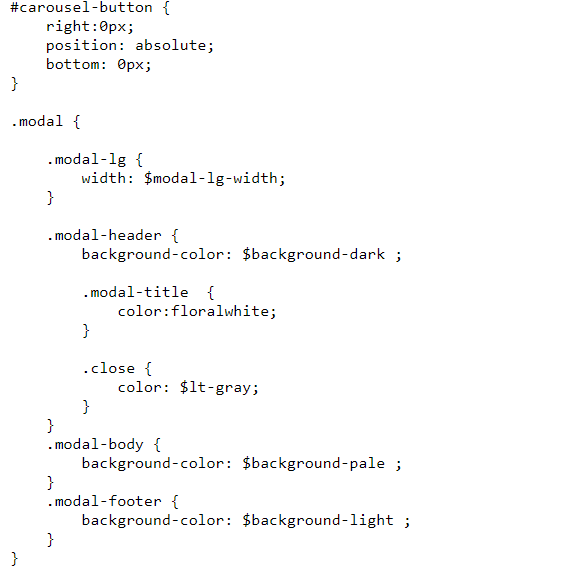 #carousel-button {
    right:0px;
    position: absolute;
    bottom: 0px;
}

.modal {

    .modal-lg {
        width: $modal-lg-width;
    }

    .modal-header {
        background-color: $background-dark ;

        .modal-title  {
            color:floralwhite;
        }

        .close {
            color: $lt-gray;
        }
    }
    .modal-body {
        background-color: $background-pale ;
    }
    .modal-footer {
        background-color: $background-light ;
    }
}